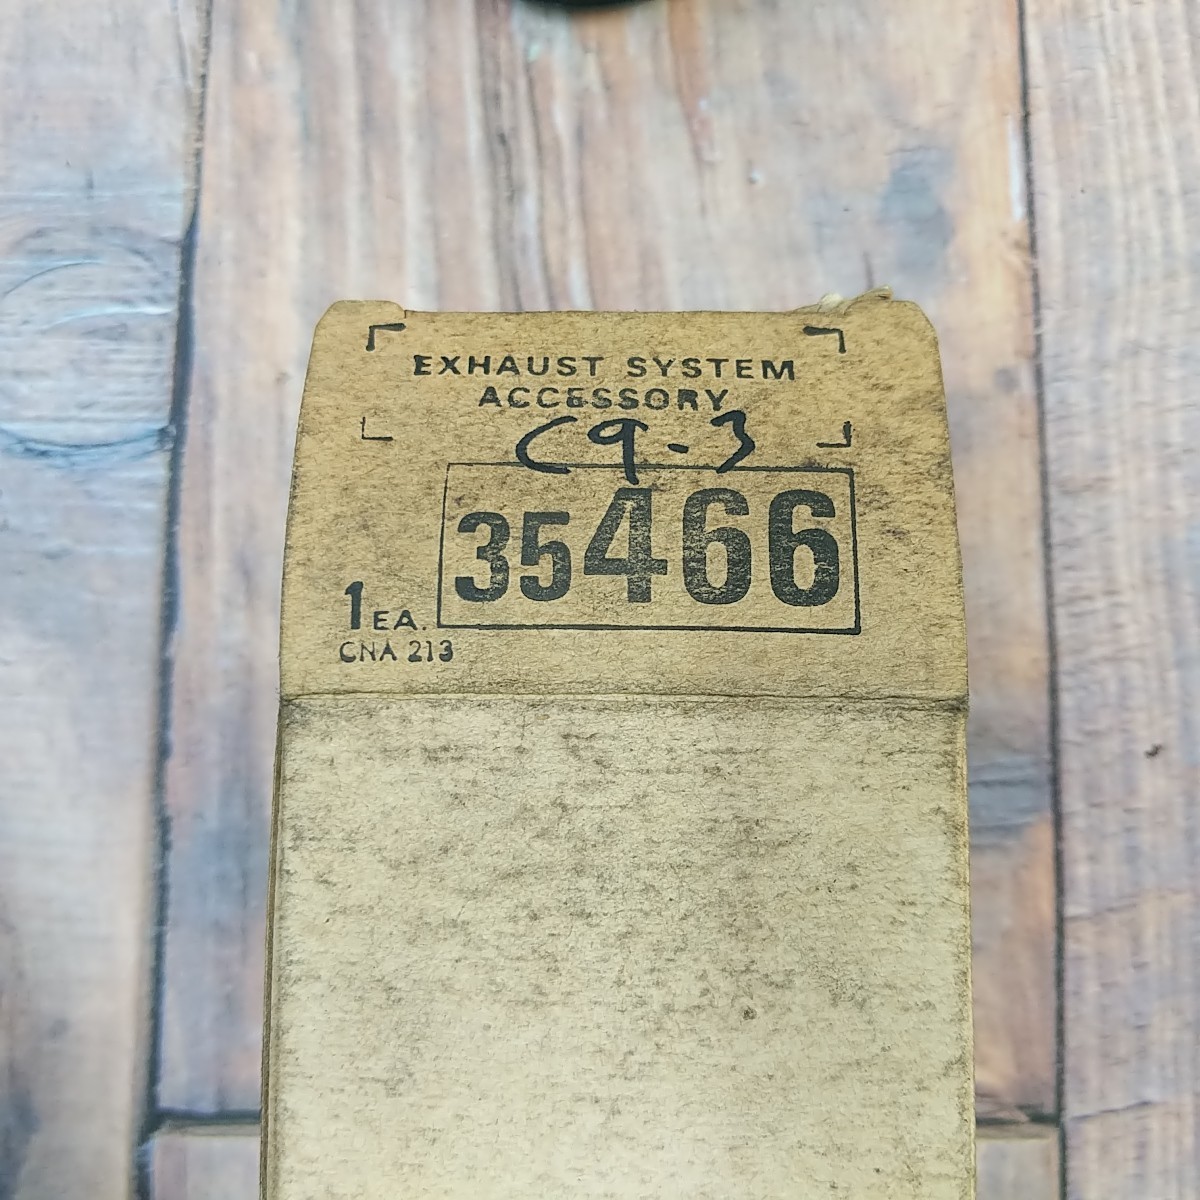 EXHAUST SYSTEM
ACCESSORY
C9-3
35466
1 EA.
CNA 213